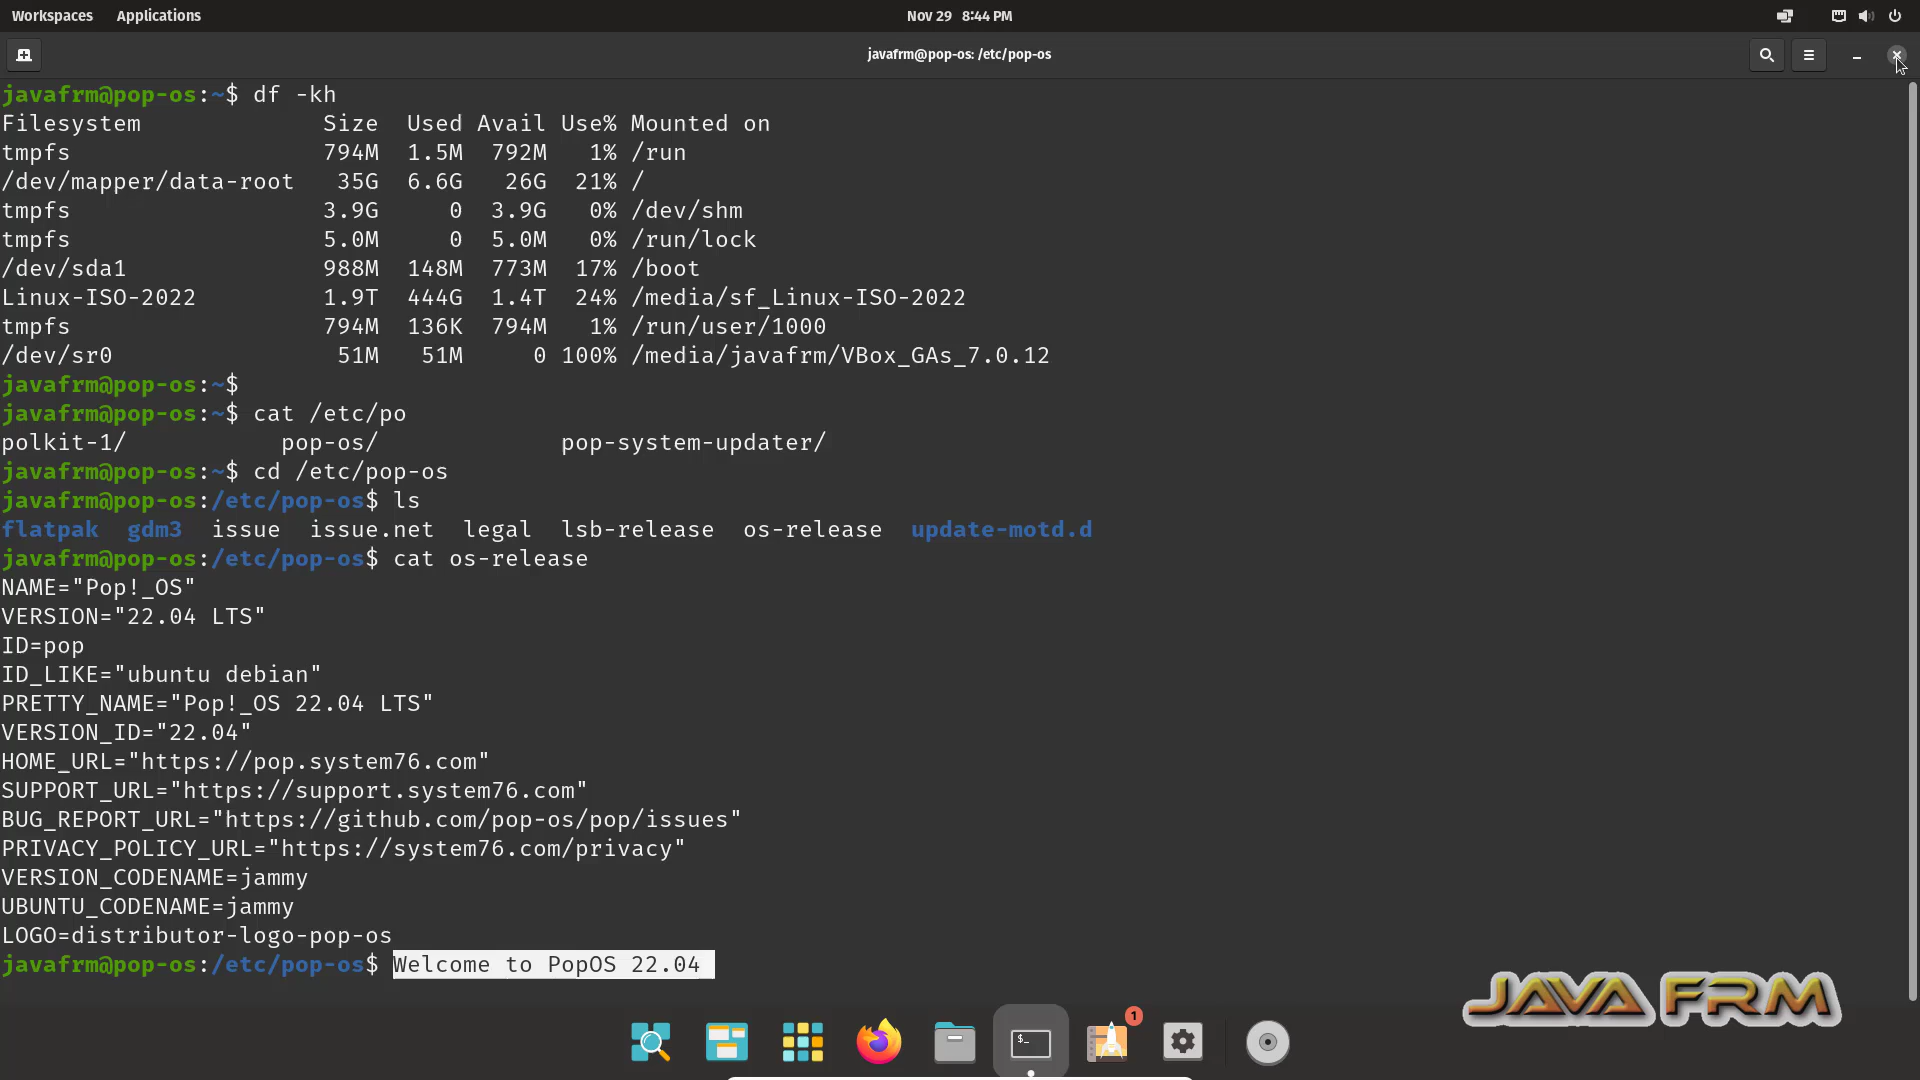 Workspaces Applications Nov 29 8:44 PM
javafrm@pop-os: /etc/pop-os
javafrm@pop-os:~$ df -kh
Filesystem Size Used Avail Use% Mounted on
tmpfs 794M 1.5M 792M 1% /run
/dev/mapper/data-root 35G 6.6G 26G 21% /
tmpfs 3.9G 0 3.9G 0% /dev/shm
tmpfs 5.0M 0 5.0M 0% /run/lock
/dev/sda1 988M 148M 773M 17% /boot
Linux-ISO-2022 1.9T 444G 1.4T 24% /media/sf_Linux-ISO-2022
tmpfs 794M 136K 794M 1% /run/user/1000
/dev/sr0 51M 51M 0 100% /media/javafrm/VBox_GAs_7.0.12
javafrm@pop-os:~$
javafrm@pop-os:~$ cat /etc/po
polkit-1/ pop-os/ pop-system-updater/
javafrm@pop-os:~$ cd /etc/pop-os
javafrm@pop-os:/etc/pop-os$ ls
flatpak gdm3 issue issue.net legal lsb-release os-release update-motd.d
javafrm@pop-os:/etc/pop-os$ cat os-release
NAME="Pop!_OS"
VERSION="22.04 LTS"
ID=pop
ID_LIKE="ubuntu debian"
PRETTY_NAME="Pop!_OS 22.04 LTS"
VERSION_ID="22.04"
HOME_URL="https://pop.system76.com"
SUPPORT_URL="https://support.system76.com"
BUG_REPORT_URL="https://github.com/pop-os/pop/issues"
PRIVACY_POLICY_URL="https://system76.com/privacy"
VERSION_CODENAME=jammy
UBUNTU_CODENAME=jammy
LOGO=distributor-logo-pop-os
javafrm@pop-os:/etc/pop-os$ Welcome to PopOS 22.04
JAVA FRM
$_
1